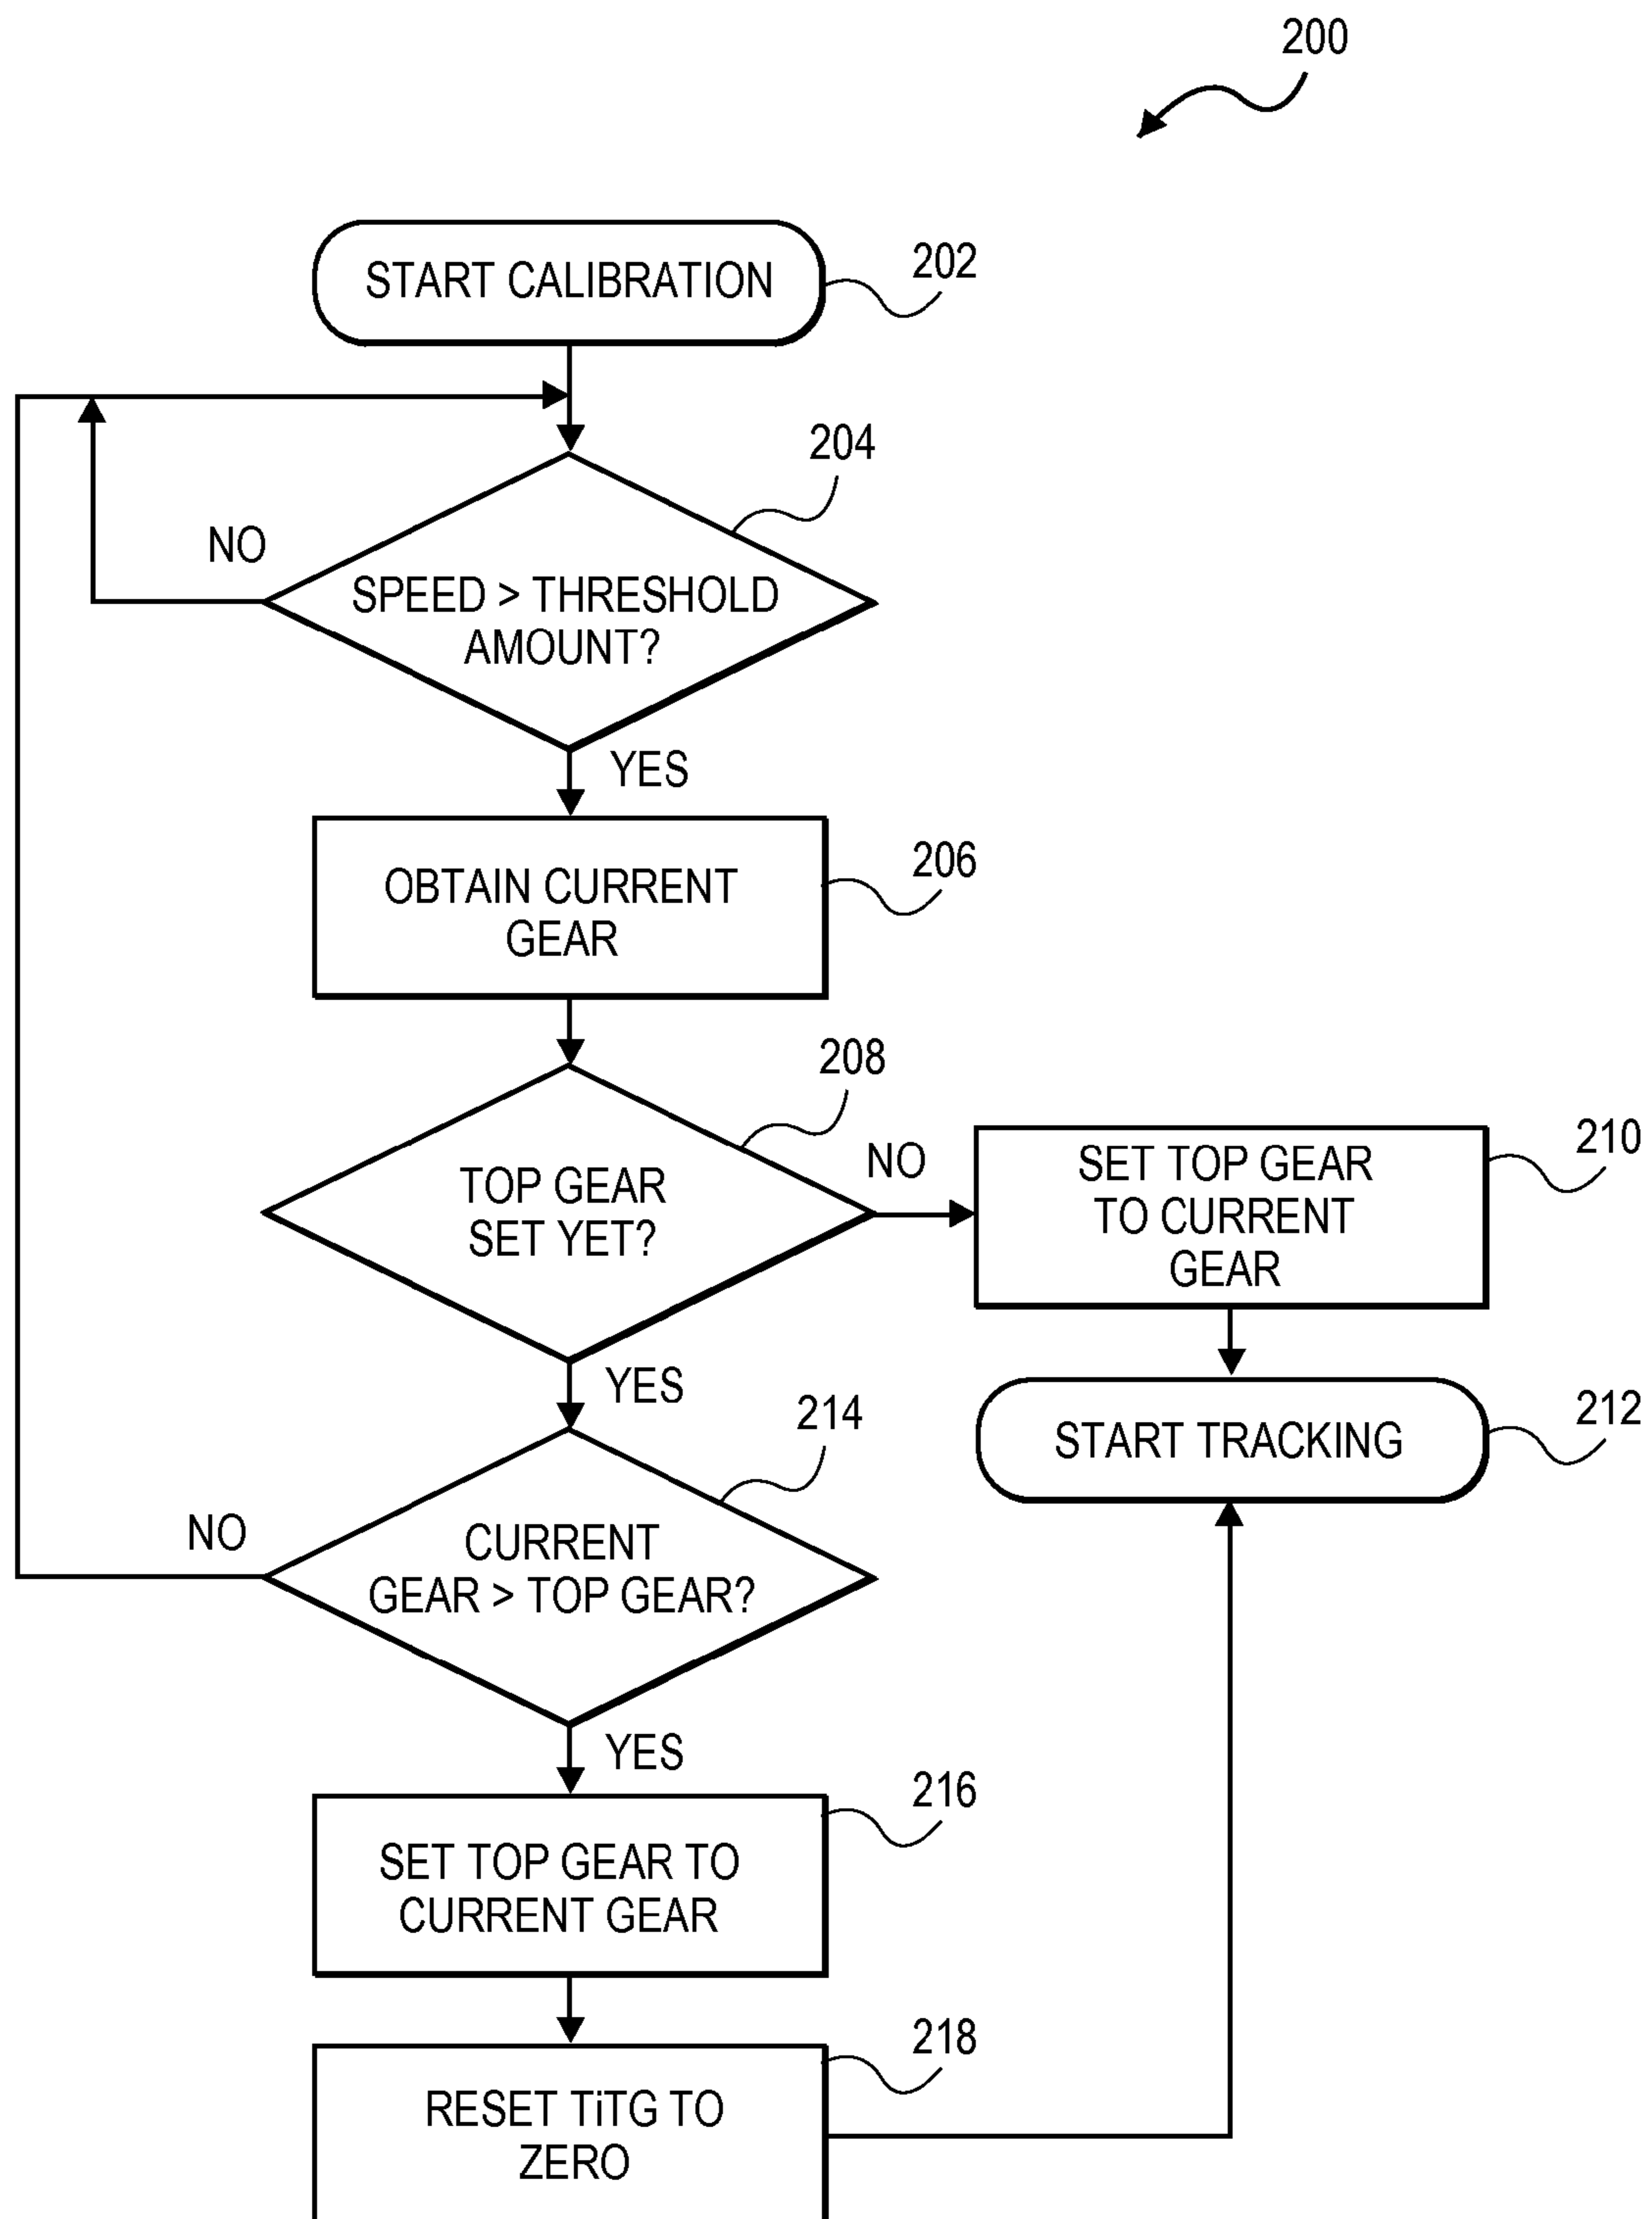 200
START CALIBRATION
202
204
NO
SPEED > THRESHOLD
AMOUNT?
YES
206
OBTAIN CURRENT
GEAR
208
NO
TOP GEAR
SET YET?
210
SET TOP GEAR
TO CURRENT
GEAR
YES
212
START TRACKING
214
NO
CURRENT
GEAR > TOP GEAR?
YES
216
SET TOP GEAR TO
CURRENT GEAR
218
RESET TiTG TO
ZERO